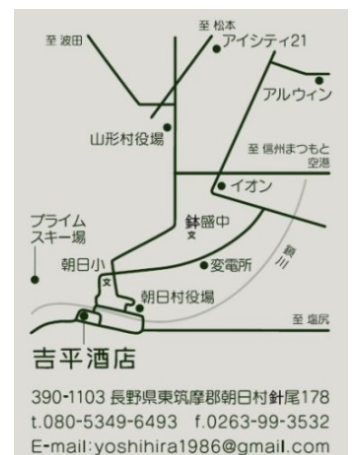 至 松本
至 波田
アイシティ21
アルウィン
山形村役場
至 信州まつもと
空港
イオン
鉢盛中
文
プライム
スキー場
鎖川
変電所
朝日小
文
朝日村役場
至 塩尻
吉平酒店
390-1103 長野県東筑摩郡朝日村針尾178
t.080-5349-6493 f.0263-99-3532
E-mail:yoshihira1986@gmail.com